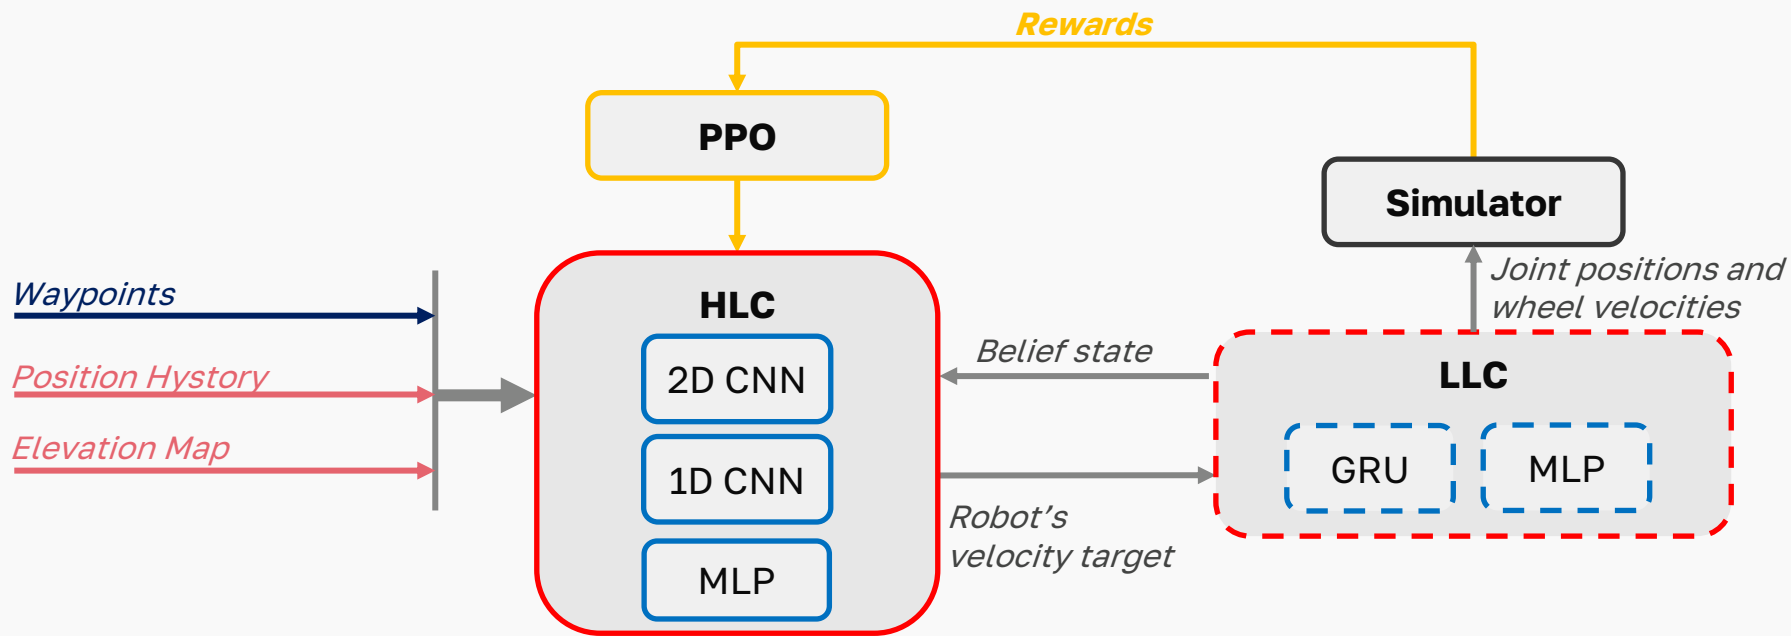 Rewards
PPO
Simulator
Joint positions and
wheel velocities
Waypoints
Position Hystory
Elevation Map
HLC
2D CNN
1D CNN
MLP
Belief state
Robot's
velocity target
LLC
GRU
MLP